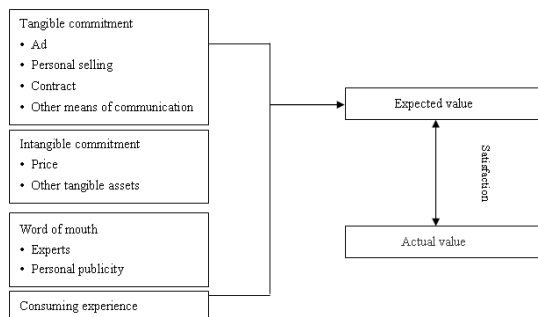 Tangible commitment
• Ad
• Personal selling
• Contract
• Other means of communication
Intangible commitment
• Price
• Other tangible assets
Word of mouth
• Experts
• Personal publicity
Consuming experience
Expected value
Satisfaction
Actual value